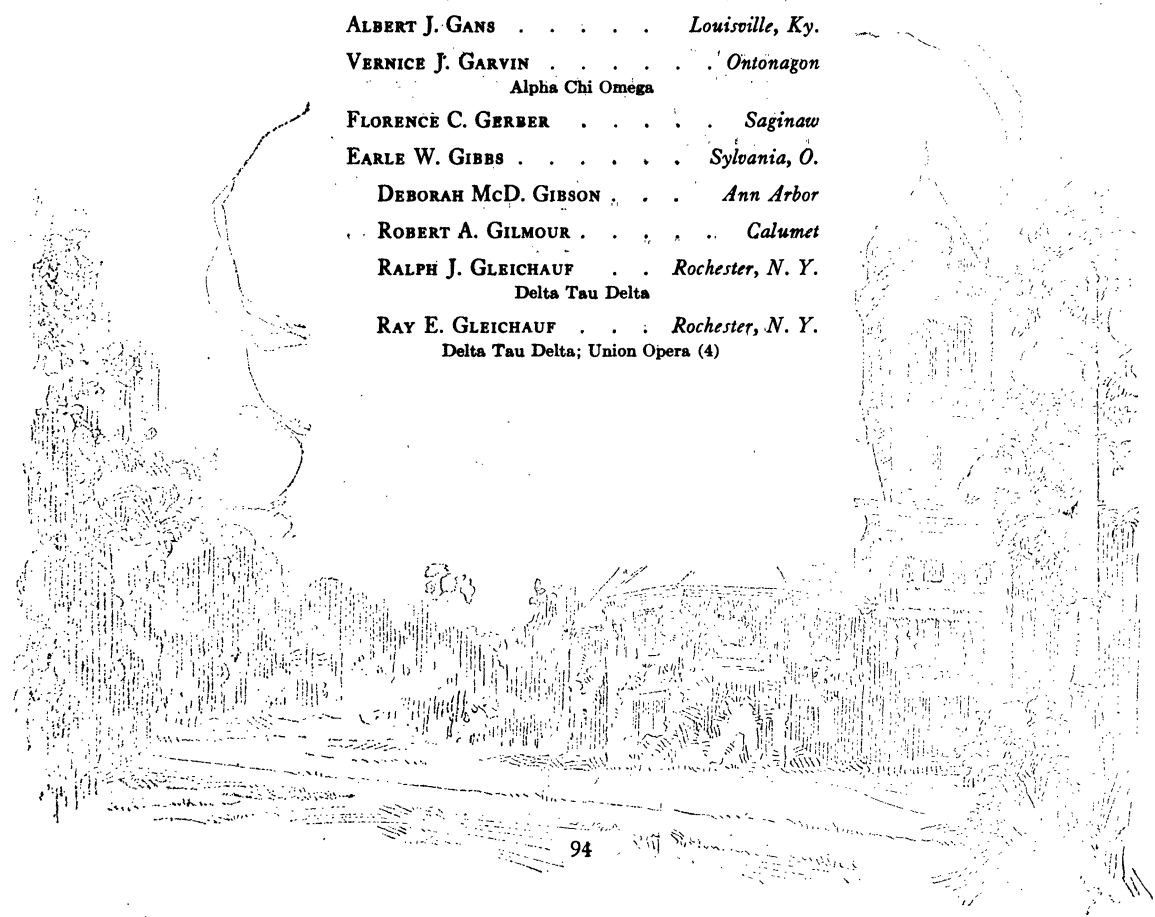 ALBERT J. GANS . . . . . Louisville, Ky.
VERNICE J. GARVIN . . . . . . Ontonagon
Alpha Chi Omega
FLORENCE C. GERBER . . . . . Saginaw
EARLE W. GIBBS . . . . . . Sylvania, O.
DEBORAH McD. GIBSON . . . Ann Arbor
ROBERT A. GILMOUR . . . . . Calumet
RALPH J. GLEICHAUF . . Rochester, N. Y.
Delta Tau Delta
RAY E. GLEICHAUF . . . Rochester, N. Y.
Delta Tau Delta; Union Opera (4)
94